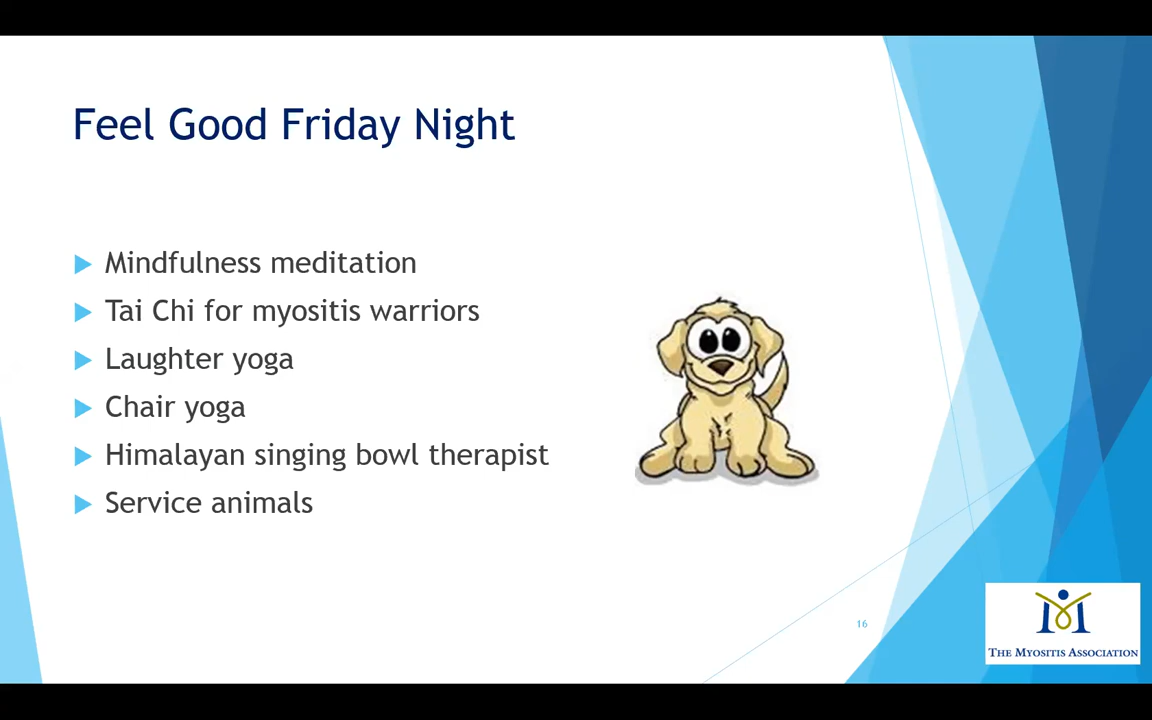 Feel Good Friday Night
Mindfulness meditation
Tai Chi for myositis warriors
Laughter yoga
Chair yoga
Himalayan singing bowl therapist
Service animals
16
THE MYOSITIS ASSOCIATION